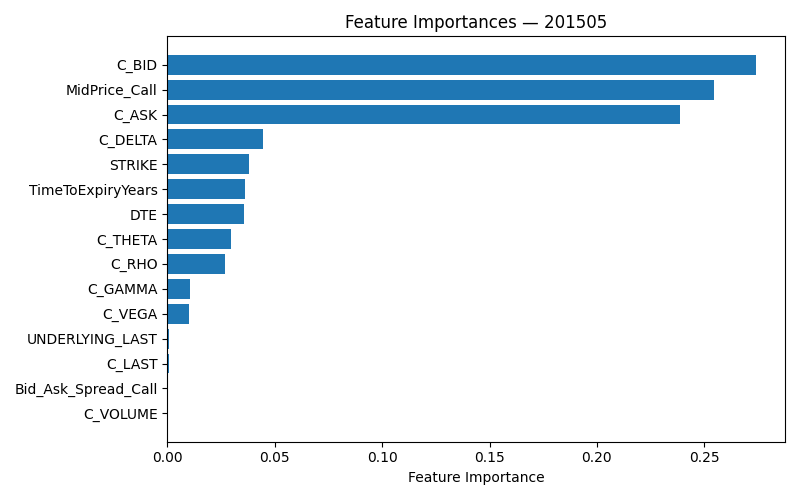 Feature Importances — 201505
C_BID
MidPrice_Call
C_ASK
C_DELTA
STRIKE
TimeToExpiryYears
DTE
C_THETA
C_RHO
C_GAMMA
C_VEGA
UNDERLYING_LAST
C_LAST
Bid_Ask_Spread_Call
C_VOLUME
0.00 0.05 0.10 0.15 0.20 0.25
Feature Importance